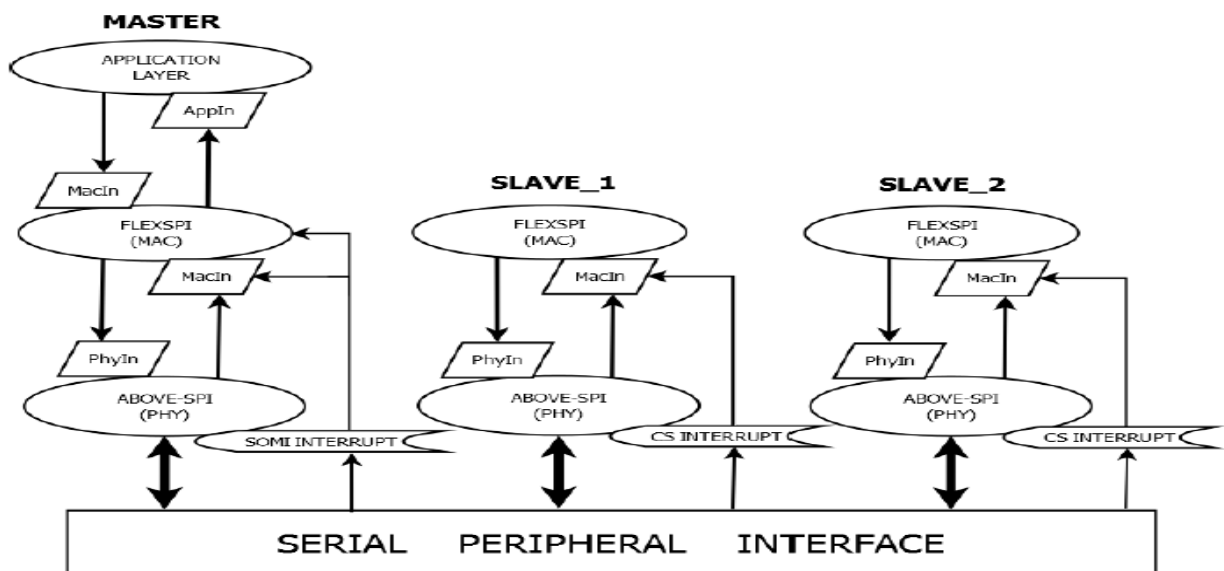 MASTER
APPLICATION
LAYER
AppIn
MacIn
FLEXSPI
(MAC)
MacIn
PhyIn
ABOVE-SPI
(PHY)
SOMI INTERRUPT
SLAVE_1
FLEXSPI
(MAC)
MacIn
PhyIn
ABOVE-SPI
(PHY)
CS INTERRUPT
SLAVE_2
FLEXSPI
(MAC)
MacIn
PhyIn
ABOVE-SPI
(PHY)
CS INTERRUPT
SERIAL PERIPHERAL INTERFACE